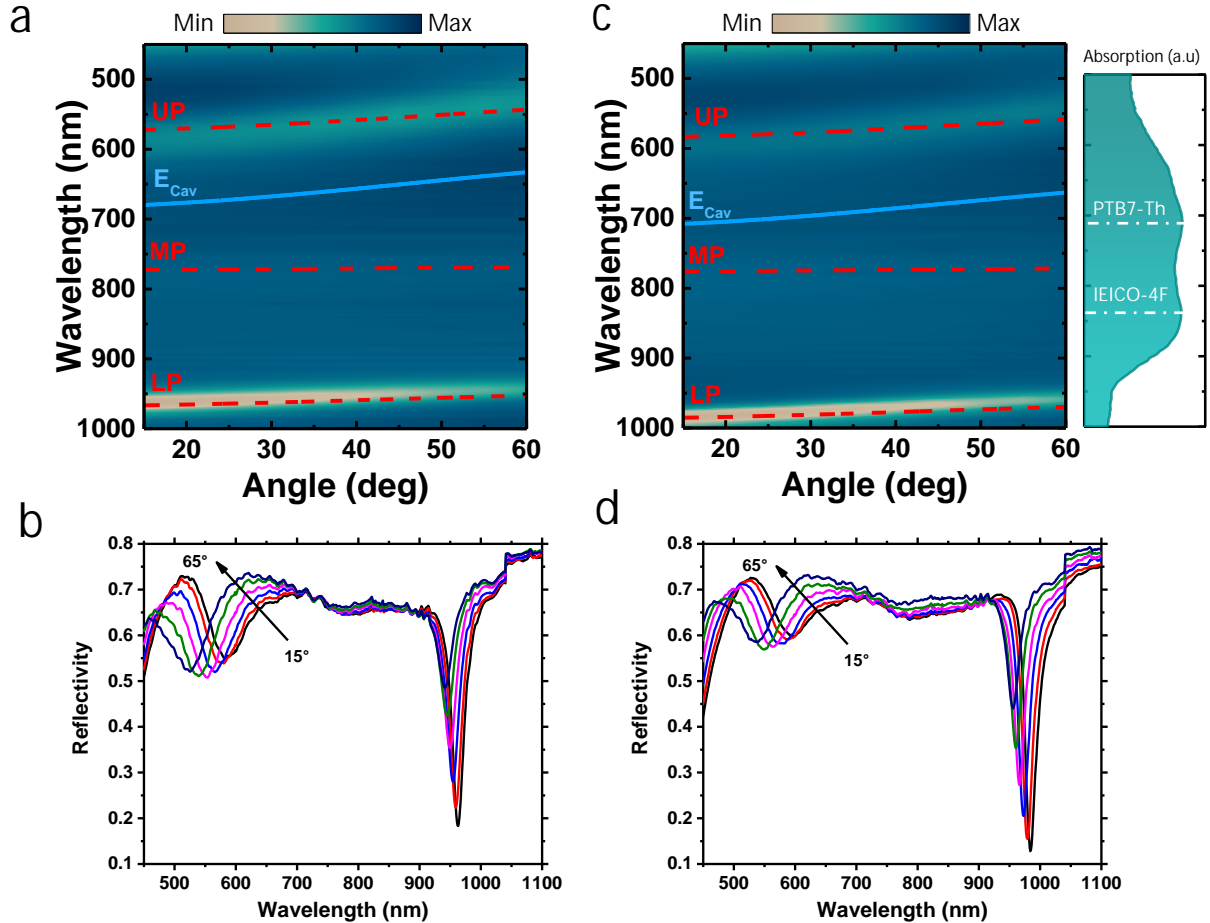 a
Min Max
500
600
700
800
900
1000
Wavelength (nm)
UP
E_Cav
MP
LP
20 30 40 50 60
Angle (deg)
c
Min Max
500
600
700
800
900
1000
Wavelength (nm)
UP
E_Cav
MP
LP
20 30 40 50 60
Angle (deg)
Absorption (a.u)
PTB7-Th
IEICO-4F
b
0.8
0.7
0.6
0.5
0.4
0.3
0.2
0.1
Reflectivity
65°
15°
500 600 700 800 900 1000 1100
Wavelength (nm)
d
0.8
0.7
0.6
0.5
0.4
0.3
0.2
0.1
Reflectivity
65°
15°
500 600 700 800 900 1000 1100
Wavelength (nm)